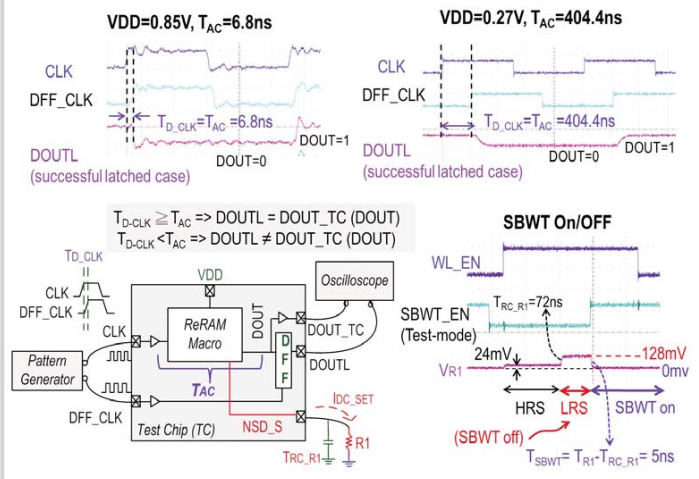 VDD=0.85V, TAC=6.8ns
CLK
DFF_CLK
TD_CLK=TAC =6.8ns
DOUTL
DOUT=0
DOUT=1
(successful latched case)
VDD=0.27V, TAC=404.4ns
CLK
DFF_CLK
TD_CLK=TAC =404.4ns
DOUTL
DOUT=0
DOUT=1
(successful latched case)
TD-CLK ≧ TAC => DOUTL = DOUT_TC (DOUT)
TD-CLK < TAC => DOUTL ≠ DOUT_TC (DOUT)
TD_CLK
CLK
DFF_CLK
VDD
Oscilloscope
CLK
ReRAM
Macro
DOUT
DOUT_TC
Pattern
Generator
TAC
D
F
F
DOUTL
DFF_CLK
NSD_S
IDC_SET
Test Chip (TC)
TRC_R1
R1
SBWT On/OFF
WL_EN
SBWT_EN
(Test-mode)
TRC_R1=72ns
24mV
128mV
VR1
0mv
HRS
LRS
SBWT on
(SBWT off)
TSBWT= TR1-TRC_R1= 5ns